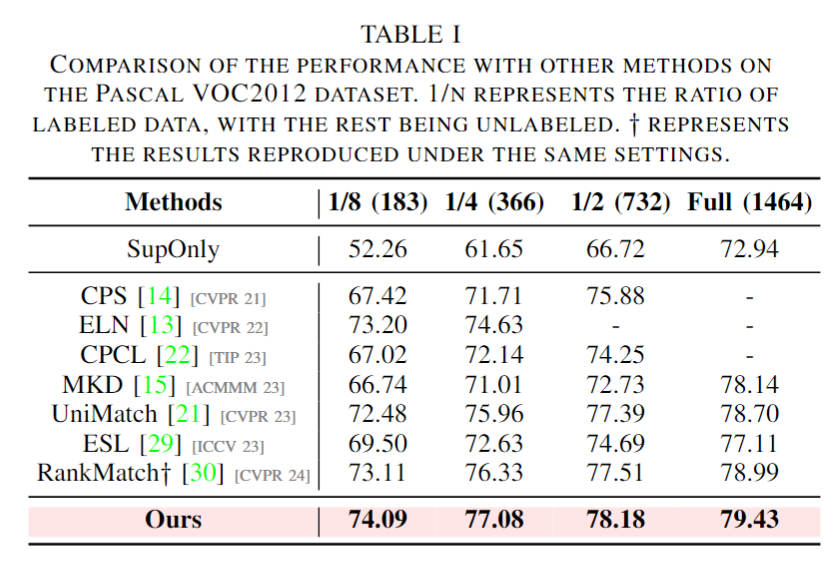 TABLE I
COMPARISON OF THE PERFORMANCE WITH OTHER METHODS ON
THE PASCAL VOC2012 DATASET. 1/N REPRESENTS THE RATIO OF
LABELED DATA, WITH THE REST BEING UNLABELED. † REPRESENTS
THE RESULTS REPRODUCED UNDER THE SAME SETTINGS.
Methods 1/8 (183) 1/4 (366) 1/2 (732) Full (1464)
SupOnly 52.26 61.65 66.72 72.94
CPS [14] [CVPR 21] 67.42 71.71 75.88 -
ELN [13] [CVPR 22] 73.20 74.63 - -
CPCL [22] [TIP 23] 67.02 72.14 74.25 -
MKD [15] [ACMMM 23] 66.74 71.01 72.73 78.14
UniMatch [21] [CVPR 23] 72.48 75.96 77.39 78.70
ESL [29] [ICCV 23] 69.50 72.63 74.69 77.11
RankMatch† [30] [CVPR 24] 73.11 76.33 77.51 78.99
Ours 74.09 77.08 78.18 79.43